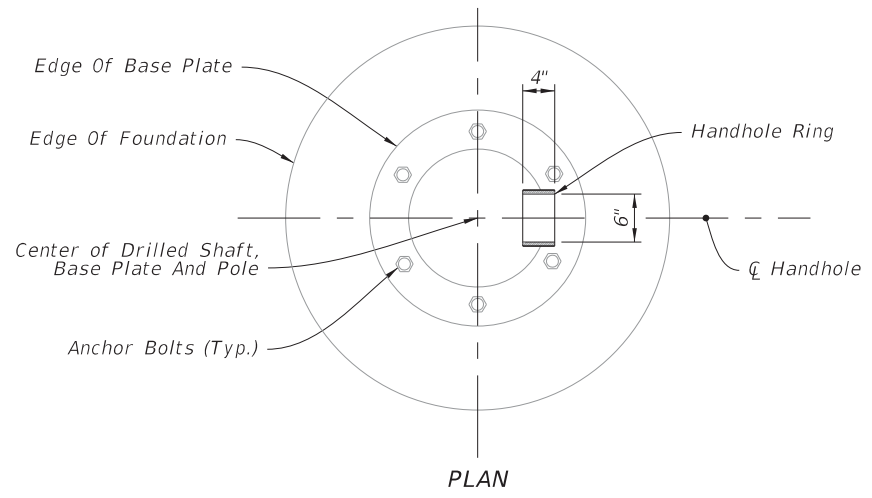 Edge Of Base Plate
4"
Edge Of Foundation
Handhole Ring
6"
Center of Drilled Shaft,
Base Plate And Pole
℄ Handhole
Anchor Bolts (Typ.)
PLAN